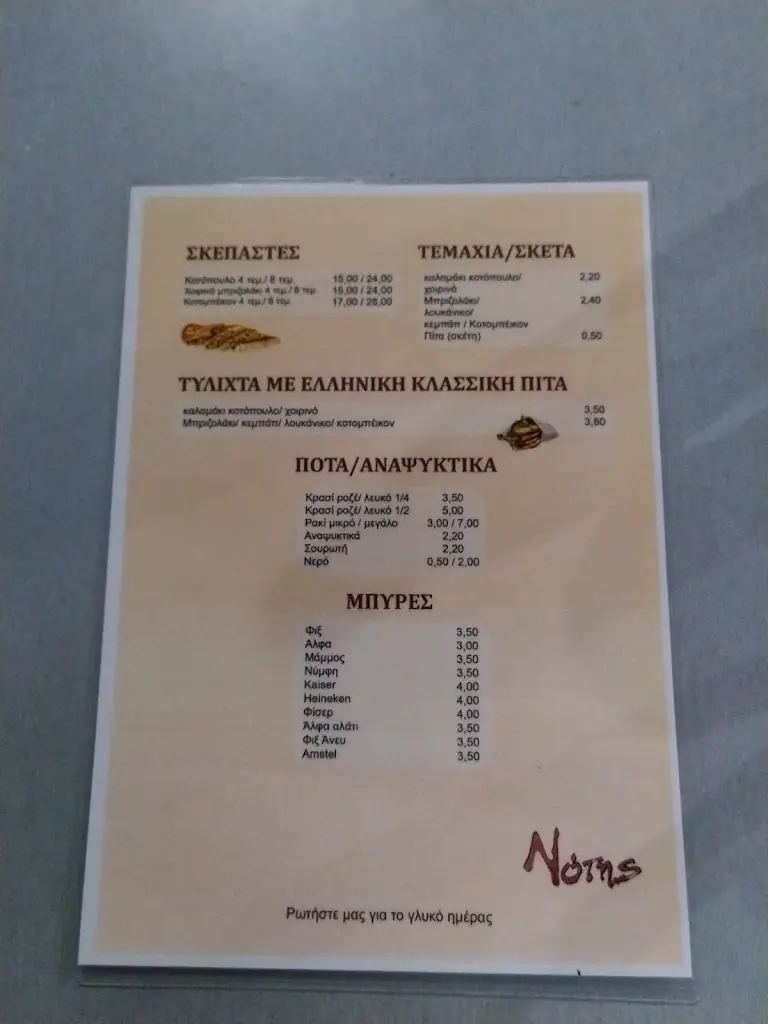 ΣΚΕΠΑΣΤΕΣ
Κοτόπουλο 4 τεμ./ 8 τεμ. 15,00 / 24,00
Χοιρινό μπριζολάκι 4 τεμ./ 8 τεμ. 15,00 / 24,00
Κοτομπέικον 4 τεμ./ 8 τεμ. 17,00 / 28,00
ΤΕΜΑΧΙΑ/ΣΚΕΤΑ
καλαμάκι κοτόπουλο/ 2,20
χοιρινό
Μπριζολάκι/ 2,40
λουκάνικο/
κεμπάπ / Κοτομπέικον
Πίτα (σκέτη) 0,50
ΤΥΛΙΧΤΑ ΜΕ ΕΛΛΗΝΙΚΗ ΚΛΑΣΣΙΚΗ ΠΙΤΑ
καλαμάκι κοτόπουλο/ χοιρινό 3,50
Μπριζολάκι/ κεμπάπ/ λουκάνικο/ κοτομπέικον 3,80
ΠΟΤΑ/ΑΝΑΨΥΚΤΙΚΑ
Κρασί ροζέ/ λευκό 1/4 3,50
Κρασί ροζέ/ λευκό 1/2 5,00
Ρακί μικρό / μεγάλο 3,00 / 7,00
Αναψυκτικά 2,20
Σουρωτή 2,20
Νερό 0,50 / 2,00
ΜΠΥΡΕΣ
Φιξ 3,50
Αλφα 3,00
Μάμμος 3,50
Νύμφη 3,50
Kaiser 4,00
Heineken 4,00
Φίσερ 4,00
Άλφα αλάτι 3,50
Φιξ Άνευ 3,50
Amstel 3,50
Νότης
Ρωτήστε μας για το γλυκό ημέρας